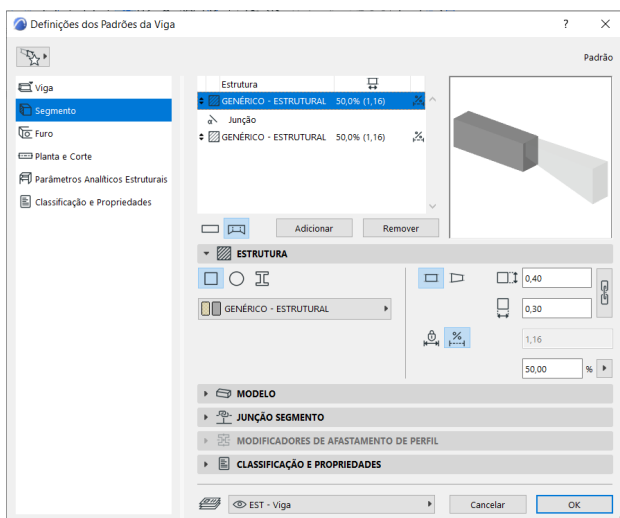 Definições dos Padrões da Viga ? ×
Padrão
Viga
Segmento
Furo
Planta e Corte
Parâmetros Analíticos Estruturais
Classificação e Propriedades
Estrutura
GENÉRICO - ESTRUTURAL 50,0% (1,16)
α Junção
GENÉRICO - ESTRUTURAL 50,0% (1,16)
Adicionar Remover
ESTRUTURA
0,40
GENÉRICO - ESTRUTURAL
0,30
%
1,16
50,00 %
MODELO
JUNÇÃO SEGMENTO
MODIFICADORES DE AFASTAMENTO DE PERFIL
CLASSIFICAÇÃO E PROPRIEDADES
EST - Viga Cancelar OK